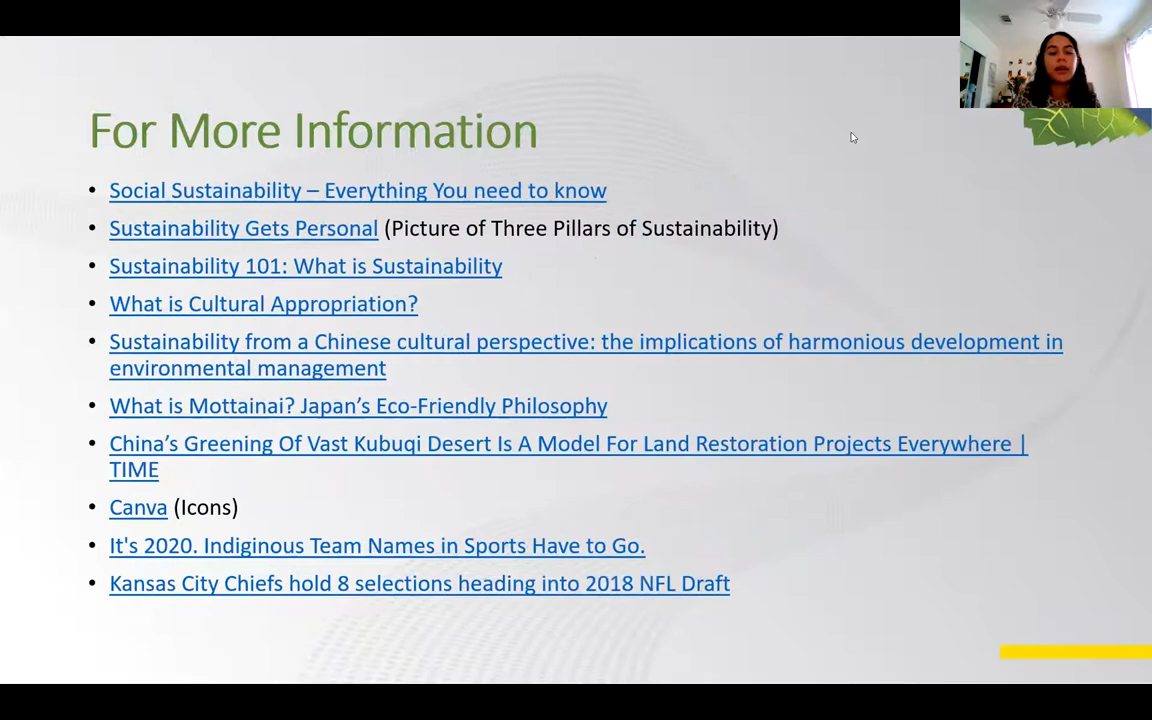 For More Information
• Social Sustainability – Everything You need to know
• Sustainability Gets Personal (Picture of Three Pillars of Sustainability)
• Sustainability 101: What is Sustainability
• What is Cultural Appropriation?
• Sustainability from a Chinese cultural perspective: the implications of harmonious development in
environmental management
• What is Mottainai? Japan’s Eco-Friendly Philosophy
• China’s Greening Of Vast Kubuqi Desert Is A Model For Land Restoration Projects Everywhere |
TIME
• Canva (Icons)
• It's 2020. Indiginous Team Names in Sports Have to Go.
• Kansas City Chiefs hold 8 selections heading into 2018 NFL Draft